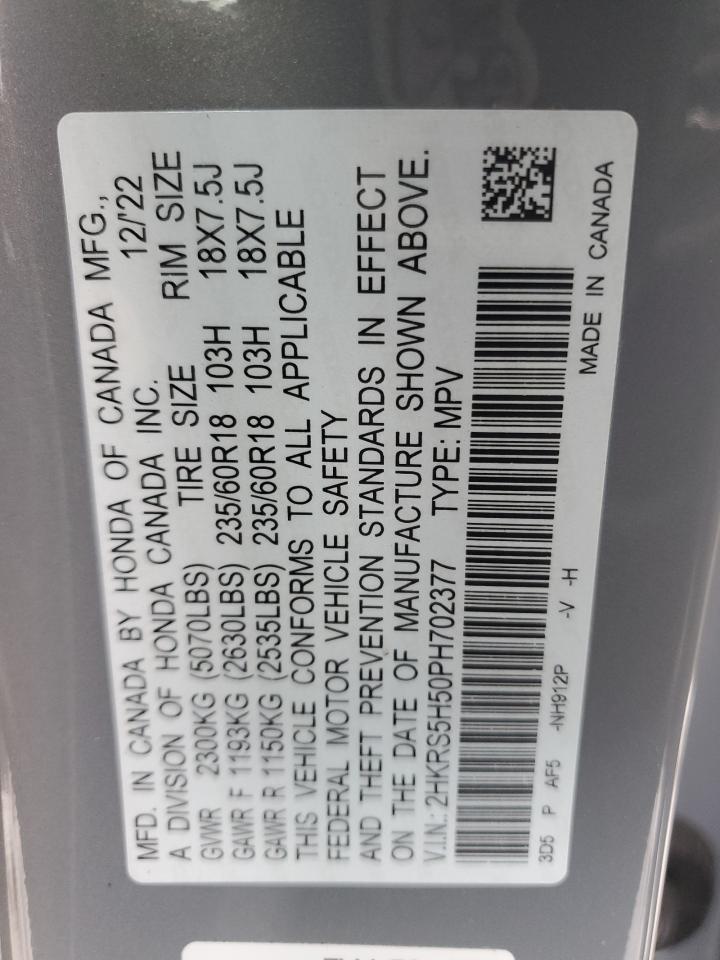 MFD. IN CANADA BY HONDA OF CANADA MFG.,
A DIVISION OF HONDA CANADA INC. 12/'22
GVWR 2300KG (5070LBS) TIRE SIZE RIM SIZE
GAWR F 1193KG (2630LBS) 235/60R18 103H 18X7.5J
GAWR R 1150KG (2535LBS) 235/60R18 103H 18X7.5J
THIS VEHICLE CONFORMS TO ALL APPLICABLE
FEDERAL MOTOR VEHICLE SAFETY
AND THEFT PREVENTION STANDARDS IN EFFECT
ON THE DATE OF MANUFACTURE SHOWN ABOVE.
V.I.N.: 2HKRS5H50PH702377 TYPE: MPV
3D5 P AF5 -NH912P -V -H MADE IN CANADA